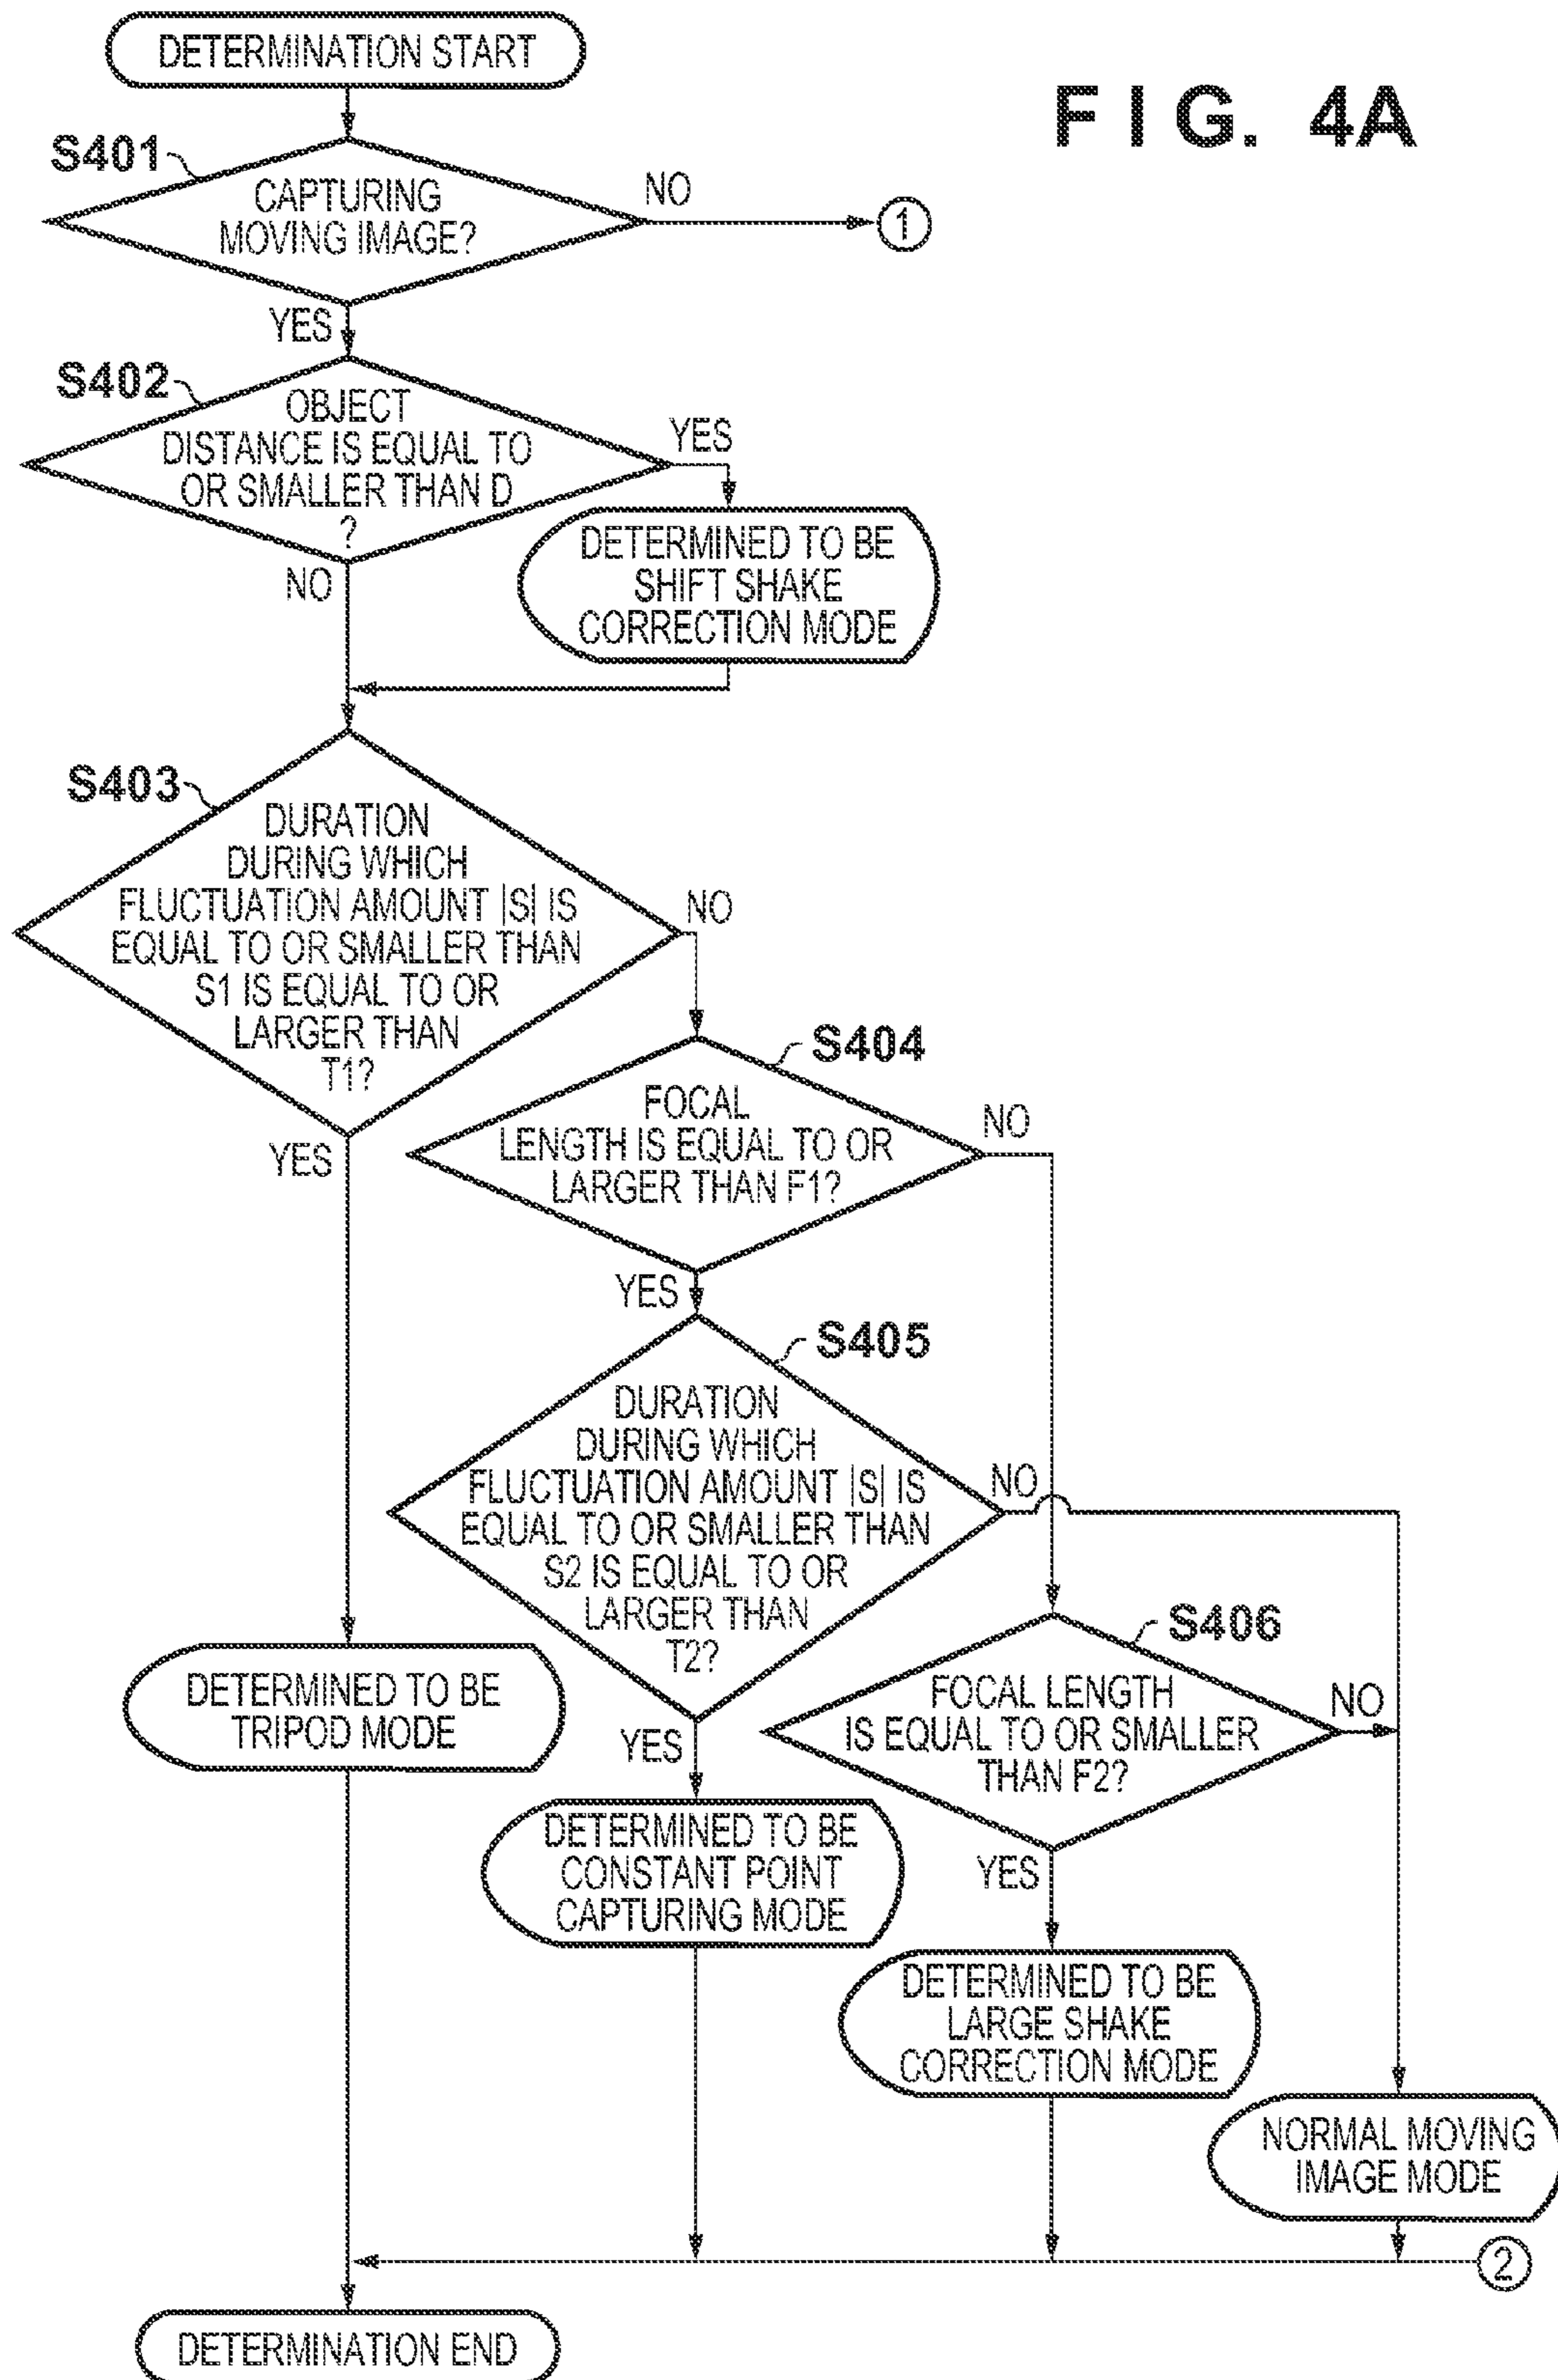 DETERMINATION START
F I G. 4A
S401
CAPTURING
MOVING IMAGE?
NO
1
YES
S402
OBJECT
DISTANCE IS EQUAL TO
OR SMALLER THAN D
?
YES
NO
DETERMINED TO BE
SHIFT SHAKE
CORRECTION MODE
S403
DURATION
DURING WHICH
FLUCTUATION AMOUNT |S| IS
EQUAL TO OR SMALLER THAN
S1 IS EQUAL TO OR
LARGER THAN
T1?
NO
YES
S404
FOCAL
LENGTH IS EQUAL TO OR
LARGER THAN F1?
NO
YES
S405
DURATION
DURING WHICH
FLUCTUATION AMOUNT |S| IS
EQUAL TO OR SMALLER THAN
S2 IS EQUAL TO OR
LARGER THAN
T2?
NO
YES
S406
FOCAL LENGTH
IS EQUAL TO OR SMALLER
THAN F2?
NO
YES
DETERMINED TO BE
TRIPOD MODE
DETERMINED TO BE
CONSTANT POINT
CAPTURING MODE
DETERMINED TO BE
LARGE SHAKE
CORRECTION MODE
NORMAL MOVING
IMAGE MODE
2
DETERMINATION END